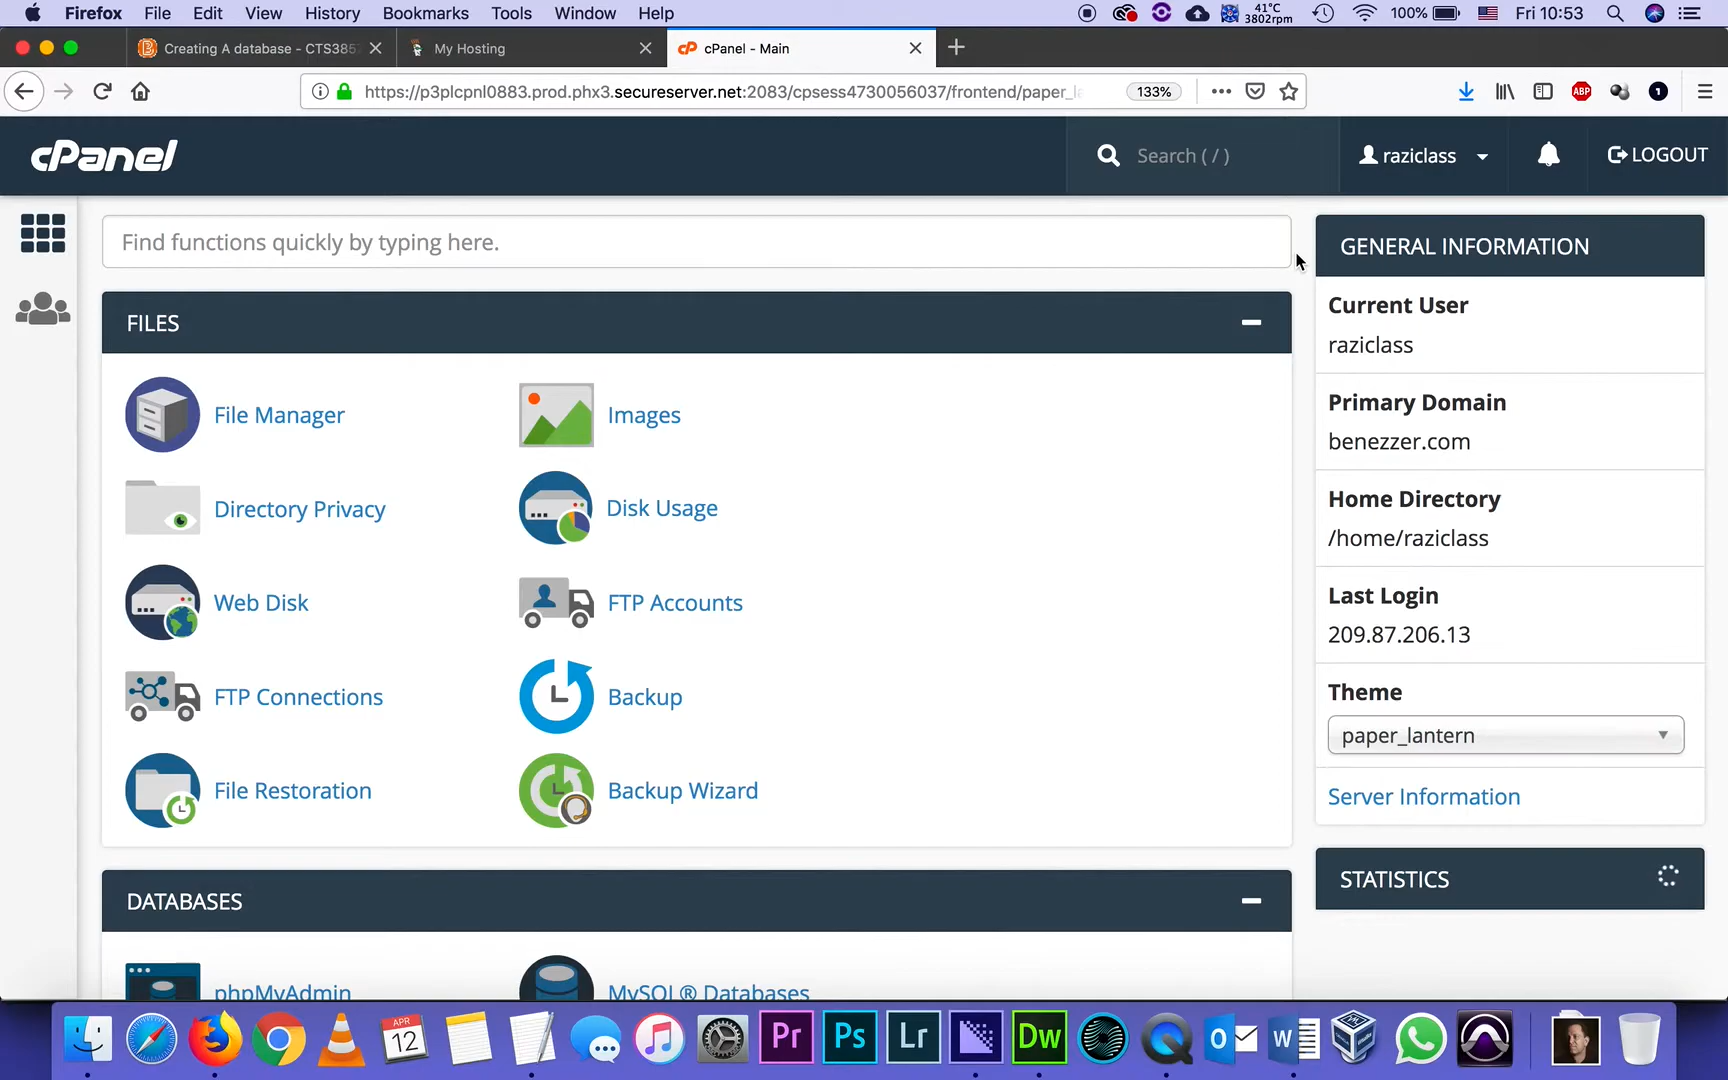 Firefox File Edit View History Bookmarks Tools Window Help 41°C 3802rpm 100% Fri 10:53
Creating A database - CTS385 My Hosting cPanel - Main
https://p3plcpnl0883.prod.phx3.secureserver.net:2083/cpsess4730056037/frontend/paper_la 133% ABP 1
cPanel Search ( / ) raziclass LOGOUT
Find functions quickly by typing here.
FILES
File Manager Images
Directory Privacy Disk Usage
Web Disk FTP Accounts
FTP Connections Backup
File Restoration Backup Wizard
DATABASES
phpMyAdmin MySQL ® Databases
GENERAL INFORMATION
Current User
raziclass
Primary Domain
benezzer.com
Home Directory
/home/raziclass
Last Login
209.87.206.13
Theme
paper_lantern
Server Information
STATISTICS
APR
12
Pr Ps Lr Dw